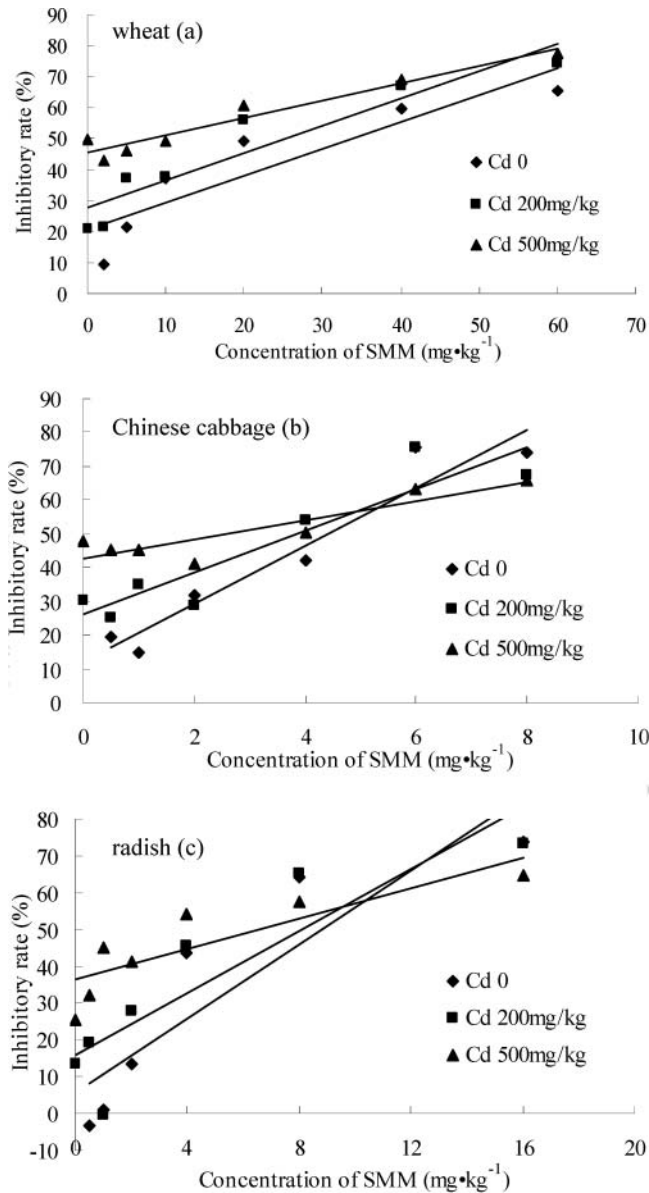 wheat (a)
90
80
70
60
50
40
30
20
10
0
Inhibitory rate (%)
Cd 0
Cd 200mg/kg
Cd 500mg/kg
0 10 20 30 40 50 60 70
Concentration of SMM (mg•kg⁻¹)
Chinese cabbage (b)
90
80
70
60
50
40
30
20
10
0
Inhibitory rate (%)
Cd 0
Cd 200mg/kg
Cd 500mg/kg
0 2 4 6 8 10
Concentration of SMM (mg•kg⁻¹)
radish (c)
80
70
60
50
40
30
20
10
0
-10
Inhibitory rate (%)
Cd 0
Cd 200mg/kg
Cd 500mg/kg
0 4 8 12 16 20
Concentration of SMM (mg•kg⁻¹)